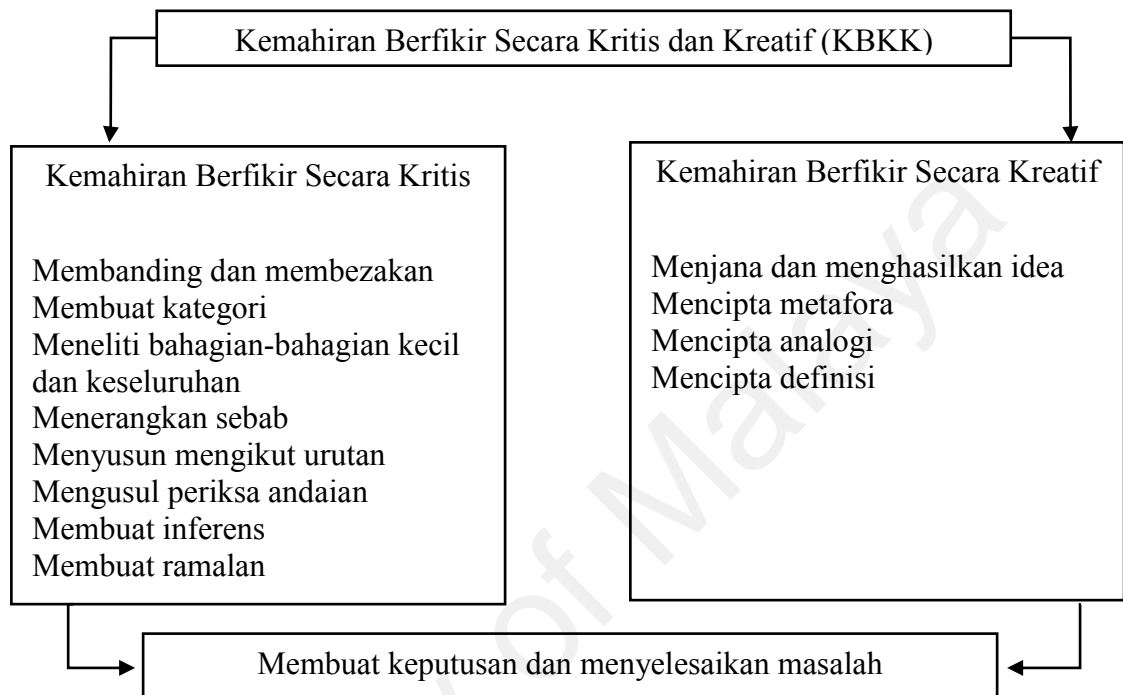 Kemahiran Berfikir Secara Kritis dan Kreatif (KBKK)
Kemahiran Berfikir Secara Kritis
Membanding dan membezakan
Membuat kategori
Meneliti bahagian-bahagian kecil
dan keseluruhan
Menerangkan sebab
Menyusun mengikut urutan
Mengusul periksa andaian
Membuat inferens
Membuat ramalan
Kemahiran Berfikir Secara Kreatif
Menjana dan menghasilkan idea
Mencipta metafora
Mencipta analogi
Mencipta definisi
Membuat keputusan dan menyelesaikan masalah
of Malaya